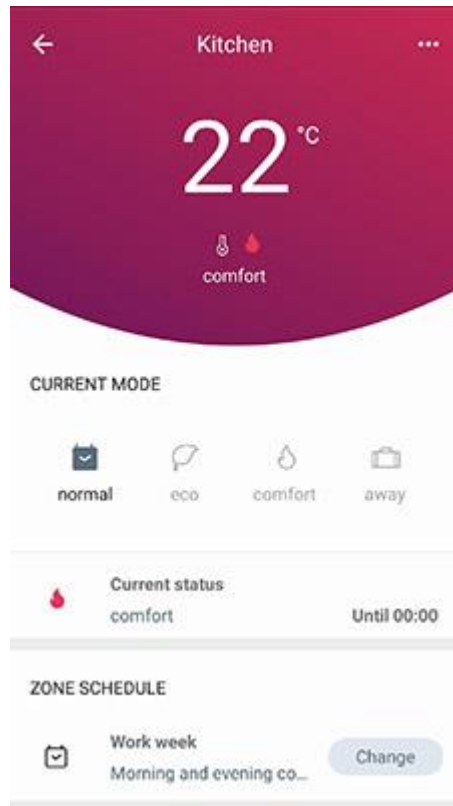 Kitchen
22 °C
comfort
CURRENT MODE
normal eco comfort away
Current status
comfort Until 00:00
ZONE SCHEDULE
Work week
Morning and evening co...
Change